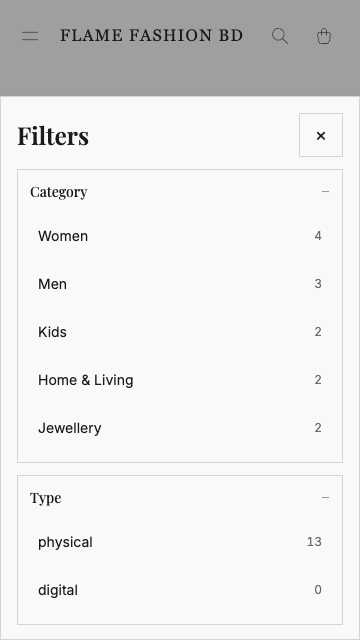 FLAME FASHION BD
Filters
×
Category –
Women 4
Men 3
Kids 2
Home & Living 2
Jewellery 2
Type –
physical 13
digital 0